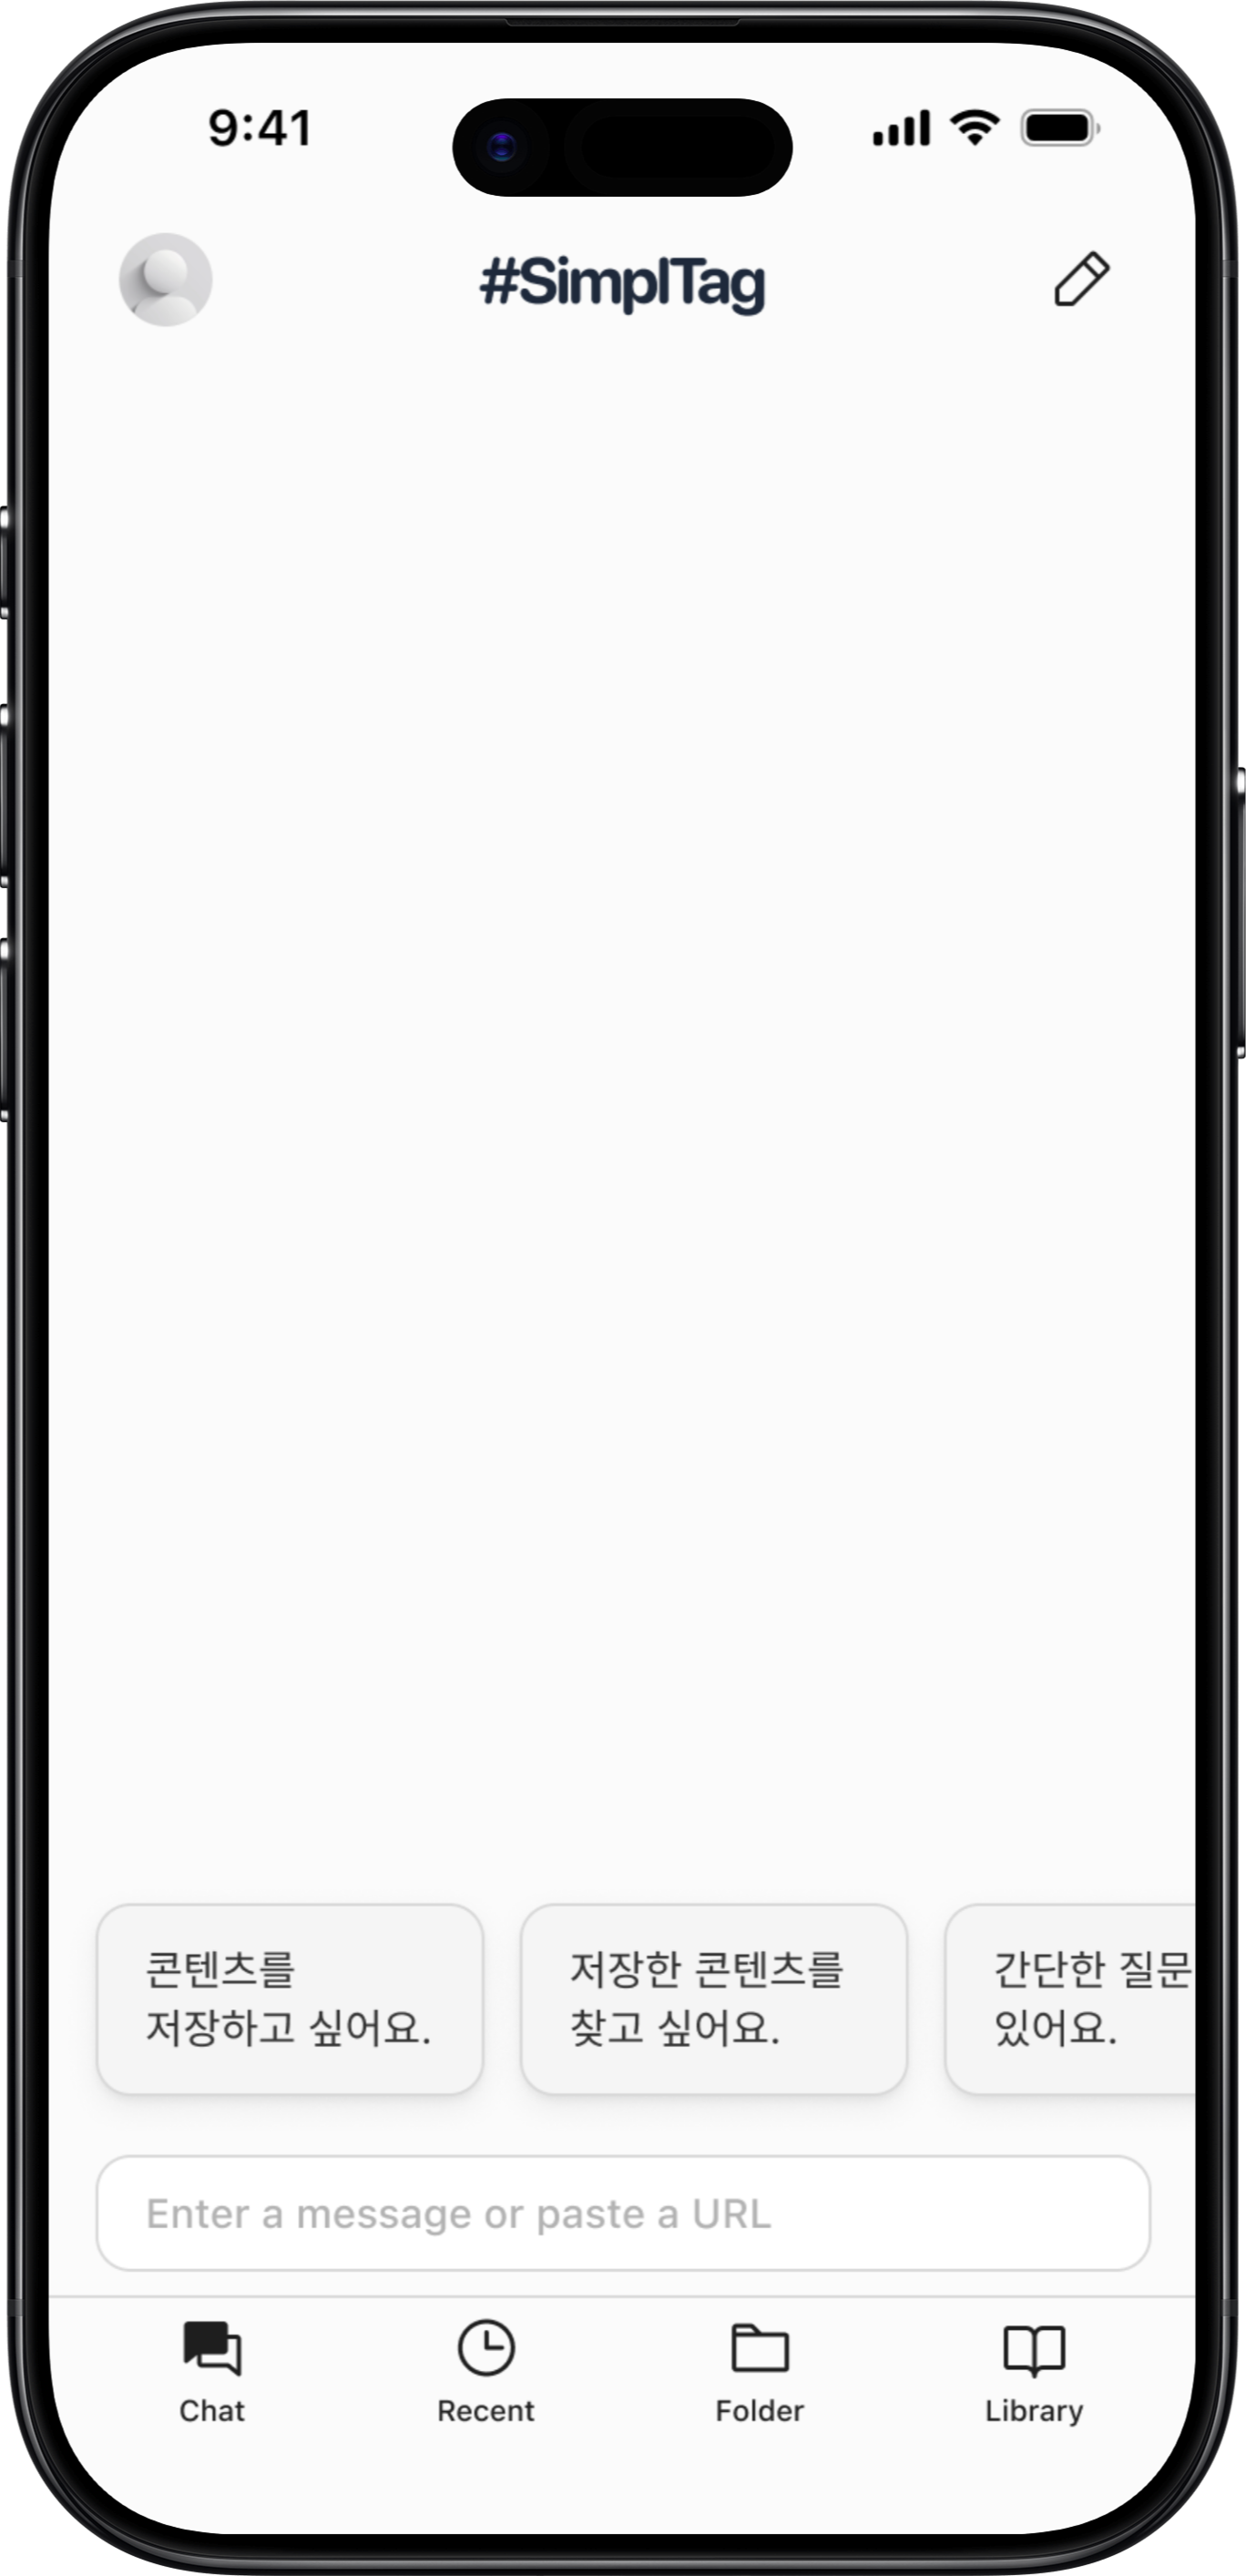 9:41
#SimplTag
콘텐츠를
저장하고 싶어요.
저장한 콘텐츠를
찾고 싶어요.
간단한 질문
있어요.
Enter a message or paste a URL
Chat
Recent
Folder
Library